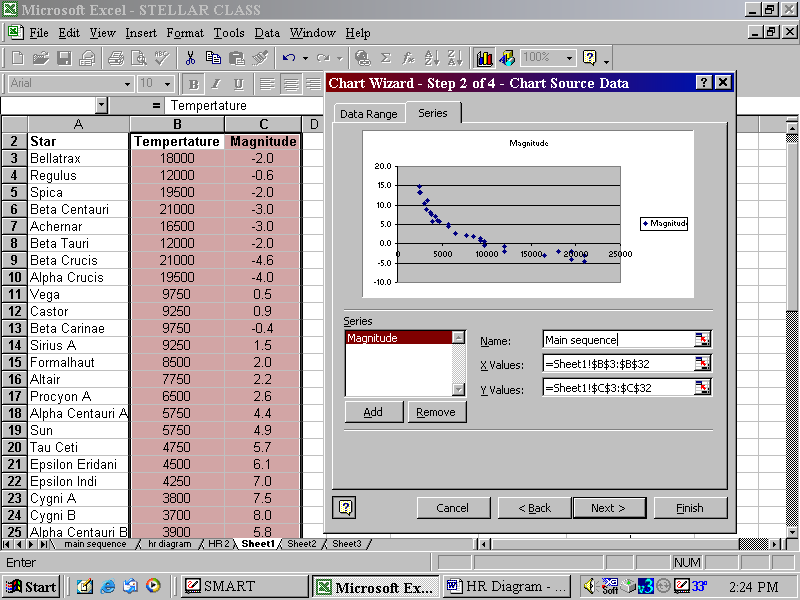 Microsoft Excel - STELLAR CLASS
File Edit View Insert Format Tools Data Window Help
100%
Arial 10 B I U
= Tempertature
Chart Wizard - Step 2 of 4 - Chart Source Data
Data Range Series
Magnitude
20.0
15.0
10.0
5.0
0.0
-5.0
-10.0
0 5000 10000 15000 20000 25000
Magnitude
Series
Magnitude
Name: Main sequence
X Values: =Sheet1!$B$3:$B$32
Y Values: =Sheet1!$C$3:$C$32
Add Remove
Cancel < Back Next > Finish
A B C D
2 Star Tempertature Magnitude
3 Bellatrax 18000 -2.0
4 Regulus 12000 -0.6
5 Spica 19500 -2.0
6 Beta Centauri 21000 -3.0
7 Achernar 16500 -3.0
8 Beta Tauri 12000 -2.0
9 Beta Crucis 21000 -4.6
10 Alpha Crucis 19500 -4.0
11 Vega 9750 0.5
12 Castor 9250 0.9
13 Beta Carinae 9750 -0.4
14 Sirius A 9250 1.5
15 Formalhaut 8500 2.0
16 Altair 7750 2.2
17 Procyon A 6500 2.6
18 Alpha Centauri A 5750 4.4
19 Sun 5750 4.9
20 Tau Ceti 4750 5.7
21 Epsilon Eridani 4500 6.1
22 Epsilon Indi 4250 7.0
23 Cygni A 3800 7.5
24 Cygni B 3700 8.0
25 Alpha Centauri B 3900 5.8
main sequence hr diagram HR 2 Sheet1 Sheet2 Sheet3
Enter NUM
Start SMART Microsoft Ex... HR Diagram - ... 33° 2:24 PM